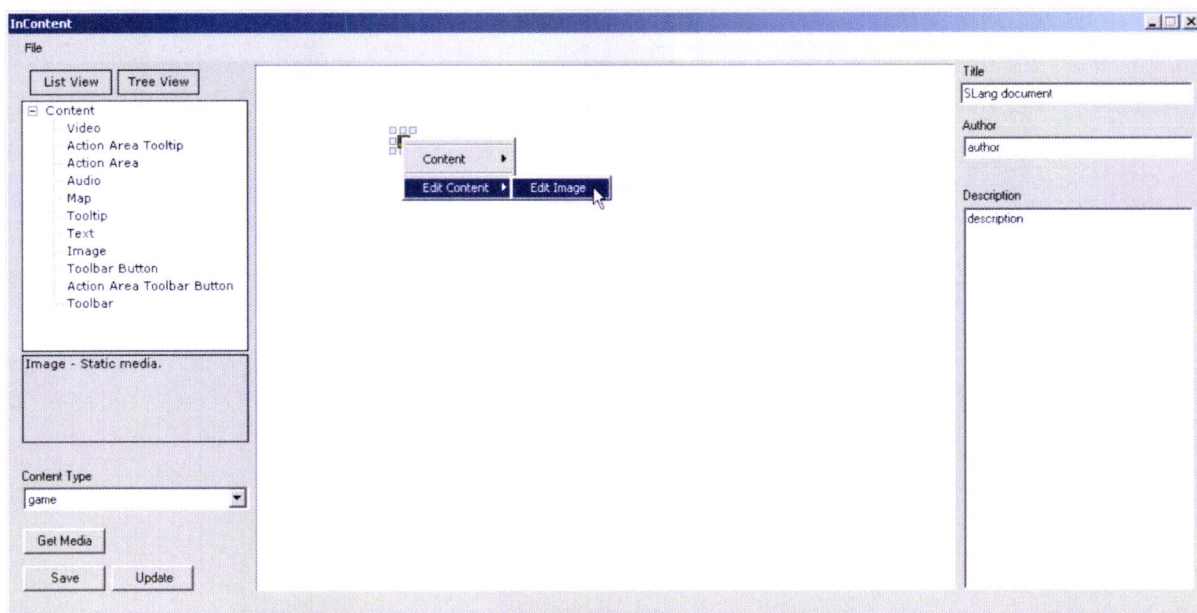 InContent
File
List View
Tree View
Content
Video
Action Area Tooltip
Action Area
Audio
Map
Tooltip
Text
Image
Toolbar Button
Action Area Toolbar Button
Toolbar
Image - Static media.
Content Type
game
Get Media
Save
Update
Content
Edit Content
Edit Image
Title
SLang document
Author
author
Description
description